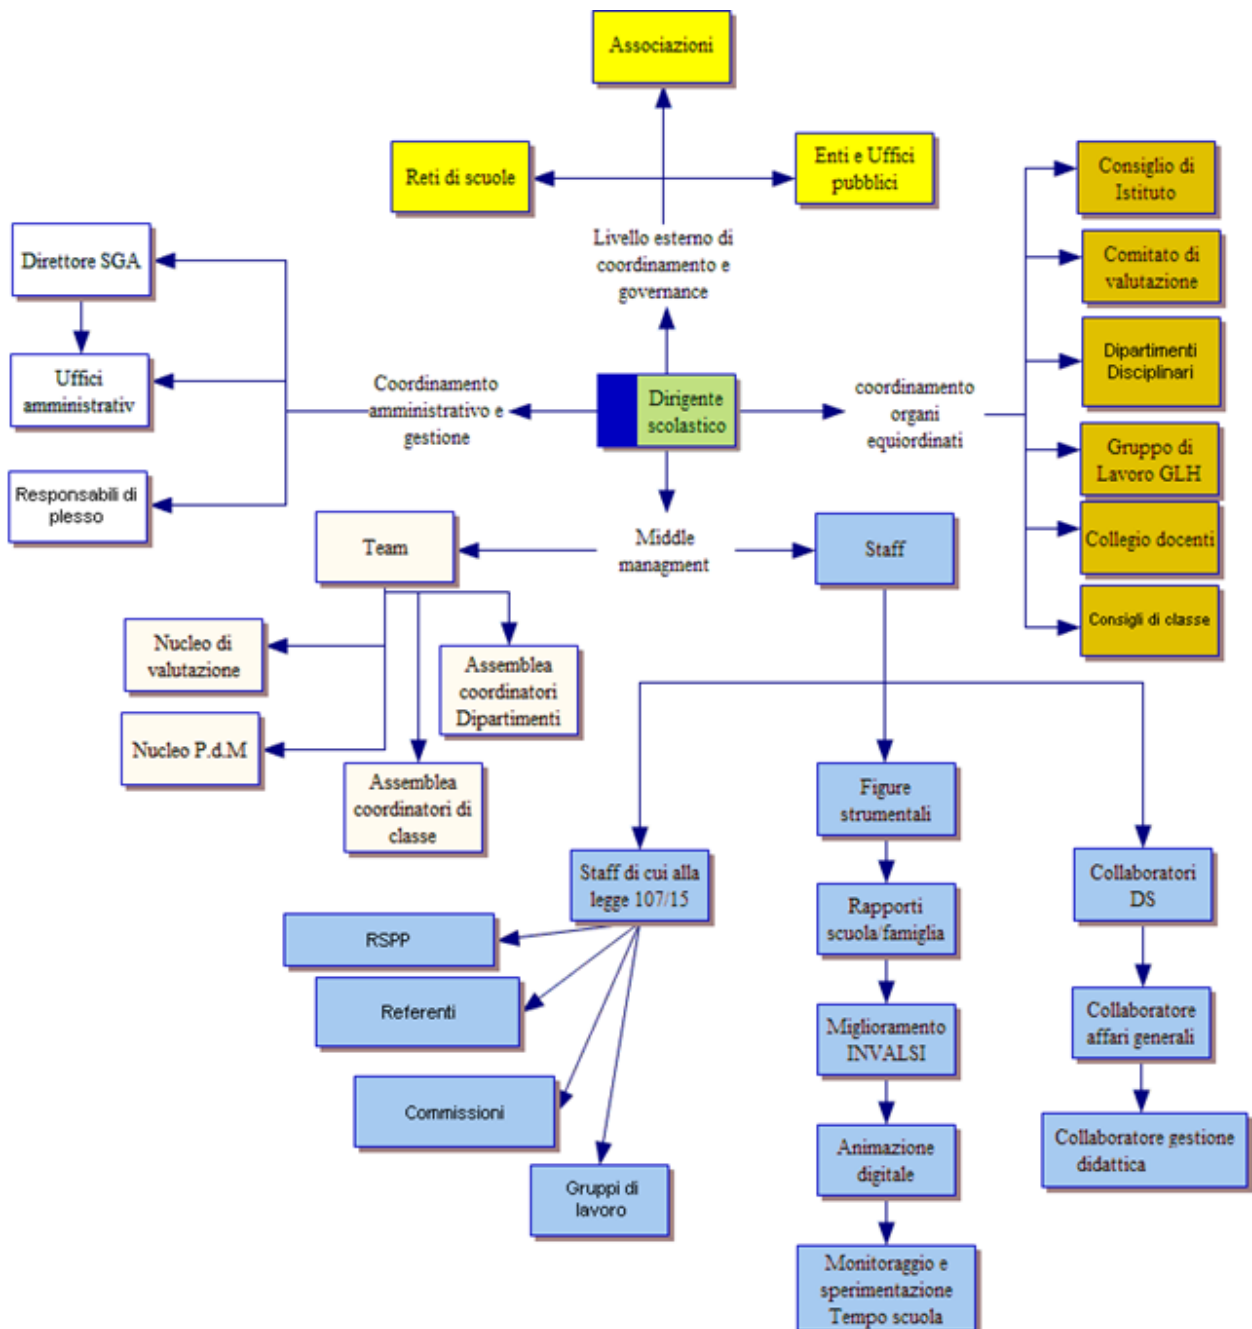 Associazioni
Reti di scuole
Enti e Uffici
pubblici
Livello esterno di
coordinamento e
governance
Consiglio di
Istituto
Comitato di
valutazione
Dipartimenti
Disciplinari
Gruppo di
Lavoro GLH
Collegio docenti
Consigli di classe
Direttore SGA
Uffici
amministrativ
Responsabili di
plesso
Coordinamento
amministrativo e
gestione
Dirigente
scolastico
coordinamento
organi
equiordinati
Middle
managment
Team
Staff
Nucleo di
valutazione
Nucleo P.d.M
Assemblea
coordinatori
Dipartimenti
Assemblea
coordinatori di
classe
Staff di cui alla
legge 107/15
RSPP
Referenti
Commissioni
Gruppi di
lavoro
Figure
strumentali
Rapporti
scuola/famiglia
Miglioramento
INVALSI
Animazione
digitale
Monitoraggio e
sperimentazione
Tempo scuola
Collaboratori
DS
Collaboratore
affari generali
Collaboratore gestione
didattica